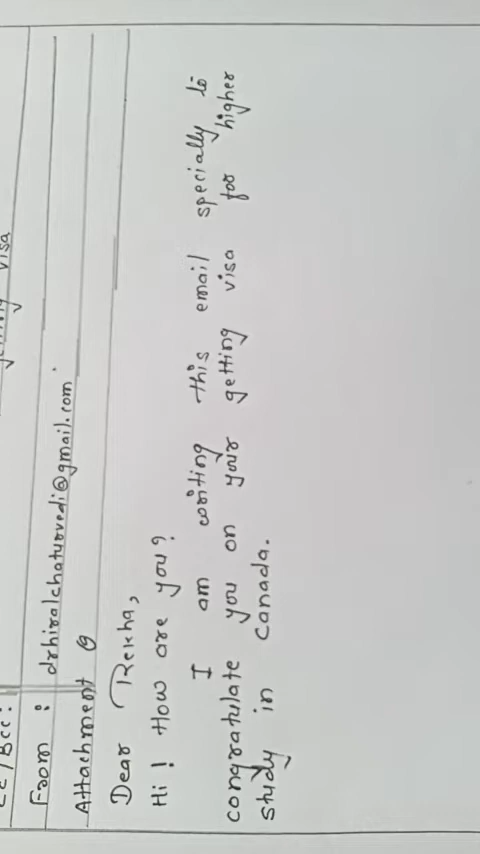 visa
Cc/Bcc:
From : drhiralchaturvedi@gmail.com
Attachment
Dear Rekha,
Hi! How are you?
I am writing this email specially to
congratulate you on your getting visa for higher
study in Canada.